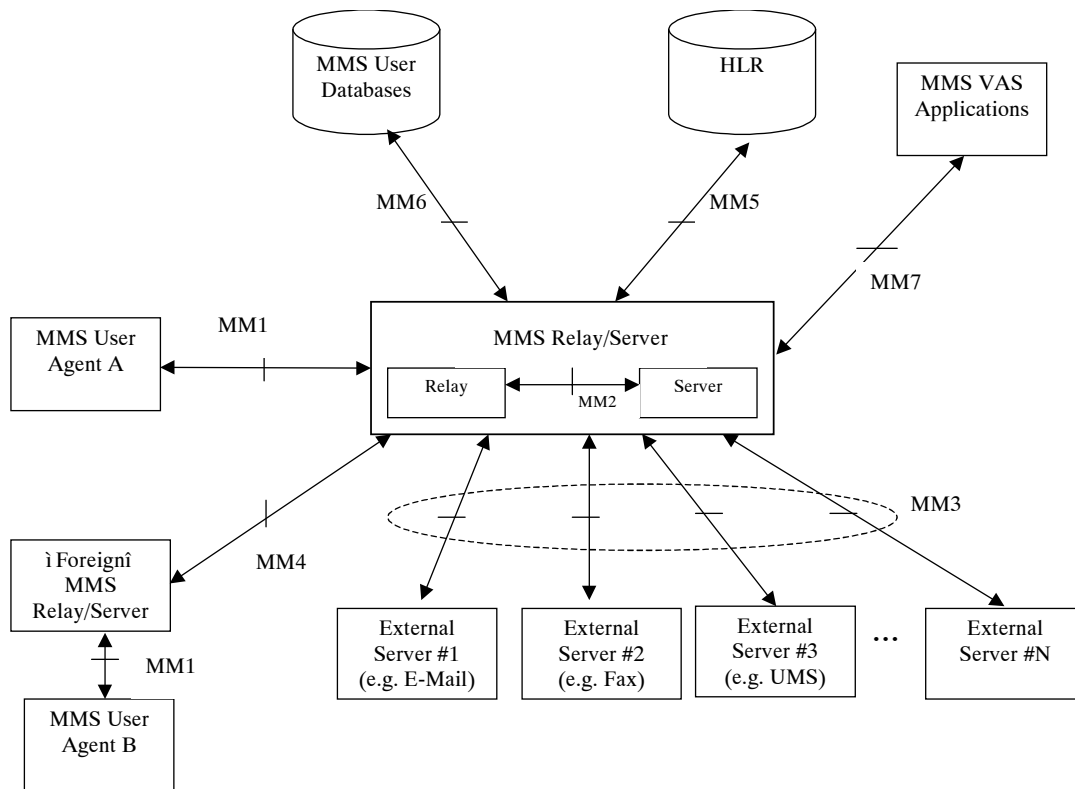 MMS User
Databases
HLR
MMS VAS
Applications
MM6
MM5
MM7
MMS User
Agent A
MM1
MMS Relay/Server
Relay
MM2
Server
MM3
MM4
ì Foreignî
MMS
Relay/Server
MM1
MMS User
Agent B
External
Server #1
(e.g. E-Mail)
External
Server #2
(e.g. Fax)
External
Server #3
(e.g. UMS)
...
External
Server #N